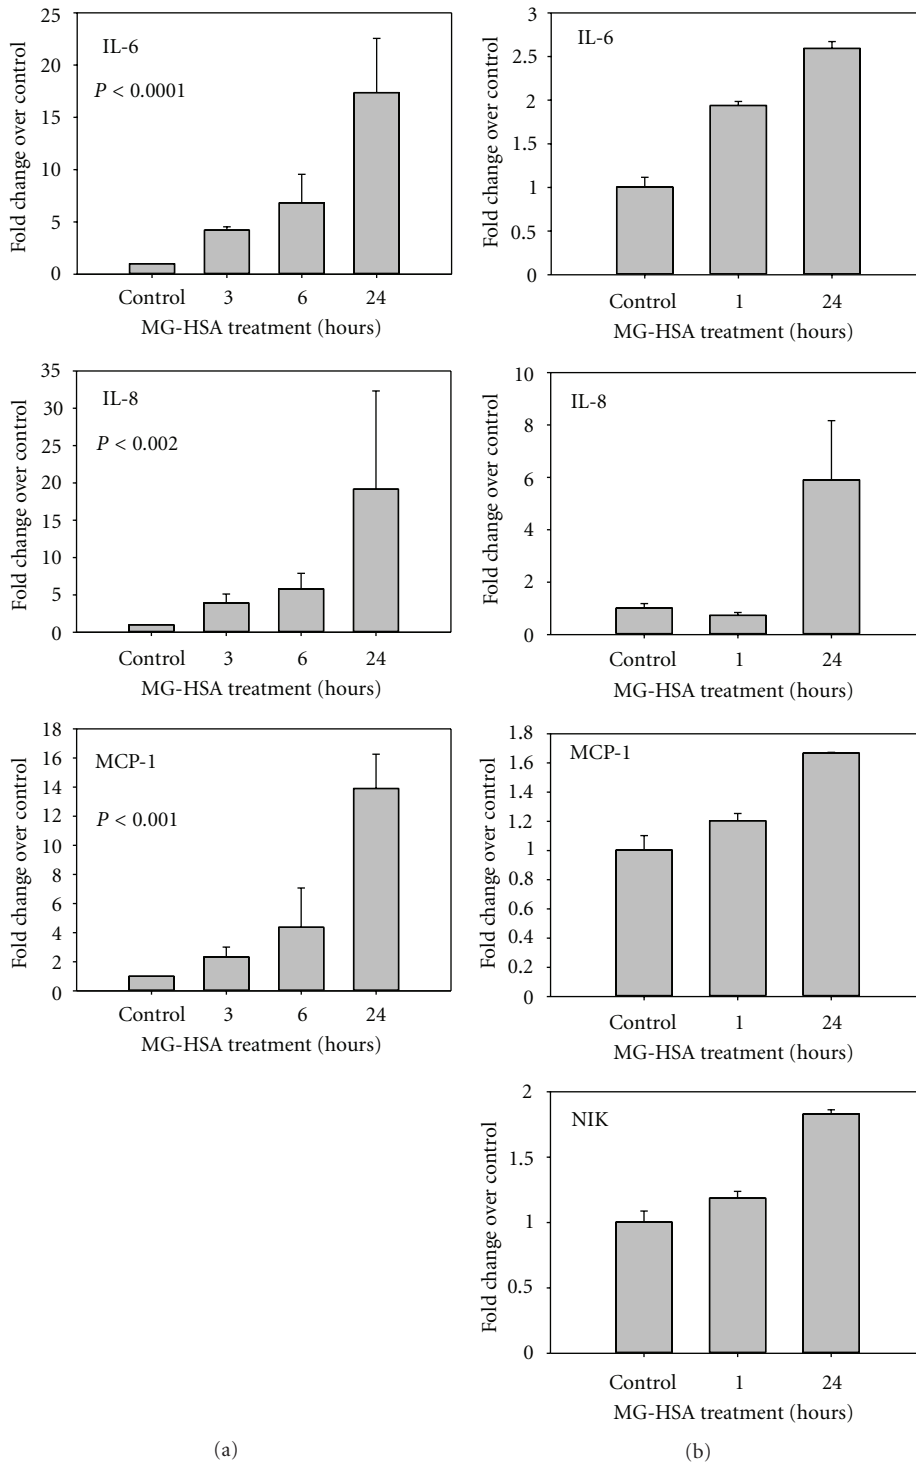 Fold change over control
25
20
15
10
5
0
IL-6
P < 0.0001
Control 3 6 24
MG-HSA treatment (hours)
Fold change over control
35
30
25
20
15
10
5
0
IL-8
P < 0.002
Control 3 6 24
MG-HSA treatment (hours)
Fold change over control
18
16
14
12
10
8
6
4
2
0
MCP-1
P < 0.001
Control 3 6 24
MG-HSA treatment (hours)
(a)
Fold change over control
3
2.5
2
1.5
1
0.5
0
IL-6
Control 1 24
MG-HSA treatment (hours)
Fold change over control
10
8
6
4
2
0
IL-8
Control 1 24
MG-HSA treatment (hours)
Fold change over control
1.8
1.6
1.4
1.2
1
0.8
0.6
0.4
0.2
0
MCP-1
Control 1 24
MG-HSA treatment (hours)
Fold change over control
2
1.5
1
0.5
0
NIK
Control 1 24
MG-HSA treatment (hours)
(b)